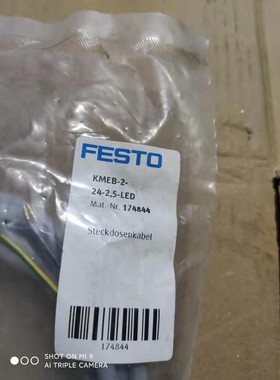 FESTO
KMEB-2-
24-2,5-LED
Mat.-Nr. 174844
Steckdosenkabel
174844
SHOT ON MI 9
AI TRIPLE CAMERA